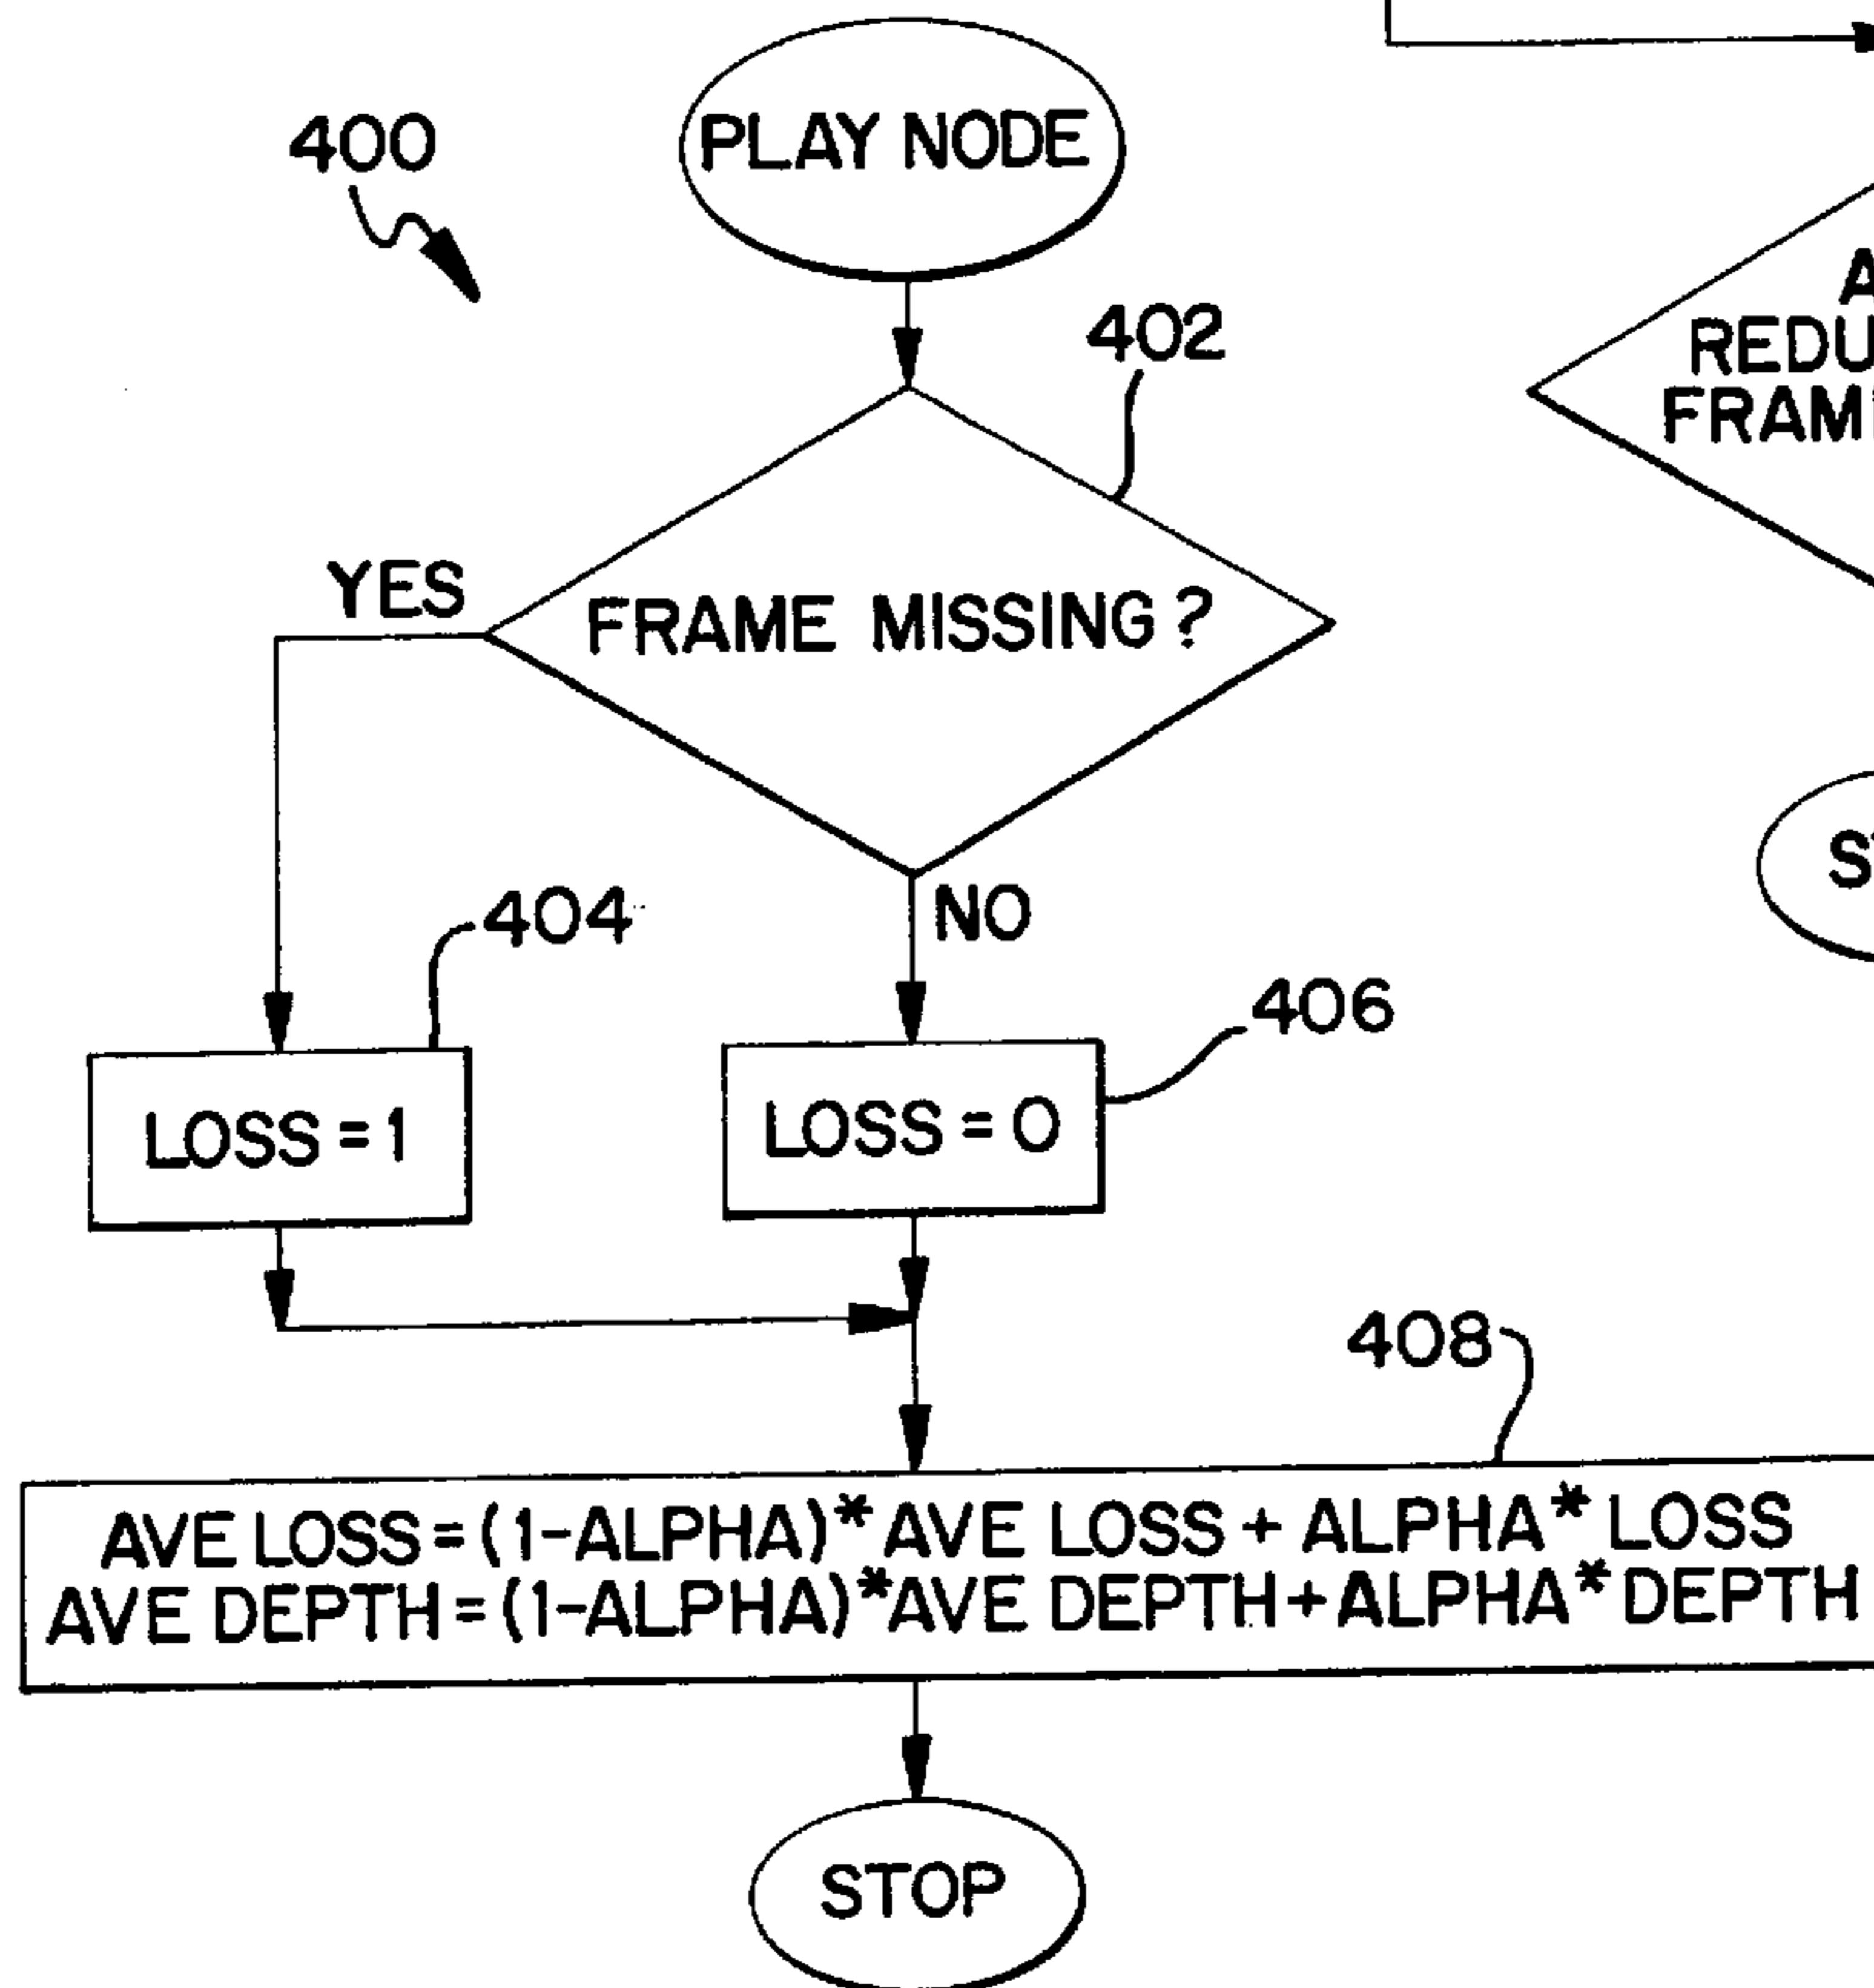 PLAY NODE
400
402
YES
FRAME MISSING?
NO
404
406
LOSS = 1
LOSS = 0
408
AVE LOSS = (1-ALPHA)* AVE LOSS + ALPHA* LOSS
AVE DEPTH = (1-ALPHA)* AVE DEPTH + ALPHA* DEPTH
STOP